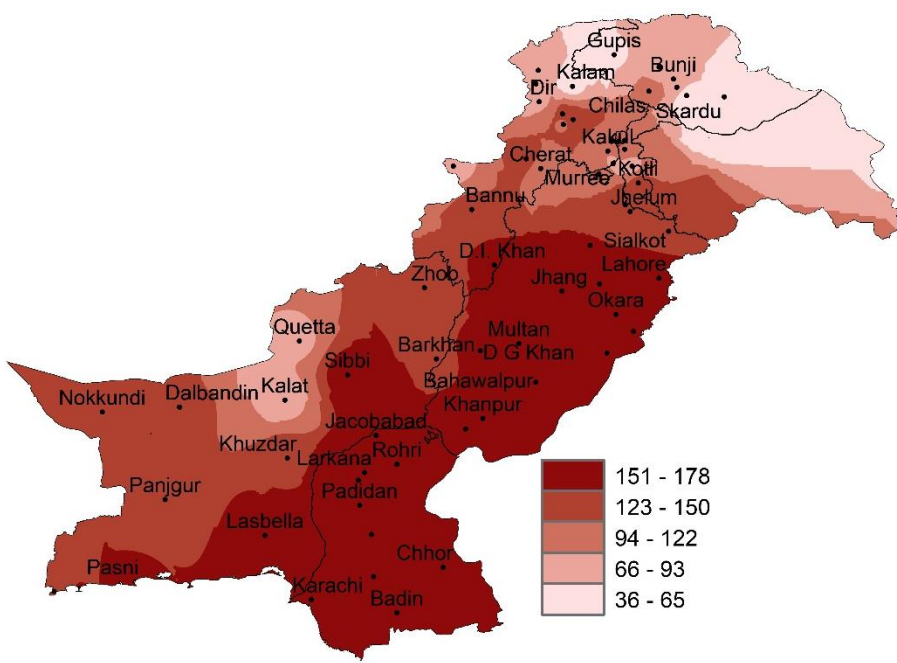 Gupis
Bunji
Kalam
Dir
Chilas
Skardu
Kakul
Cherat
Murree
Kotli
Bannu
Jhelum
Sialkot
D.I. Khan
Lahore
Zhob
Jhang
Okara
Quetta
Multan
Barkhan
D G Khan
Sibbi
Bahawalpur
Nokkundi
Dalbandin
Kalat
Khanpur
Jacobabad
Khuzdar
Larkana
Rohri
Panjgur
Padidan
Lasbella
Chhor
Pasni
Karachi
Badin
151 - 178
123 - 150
94 - 122
66 - 93
36 - 65